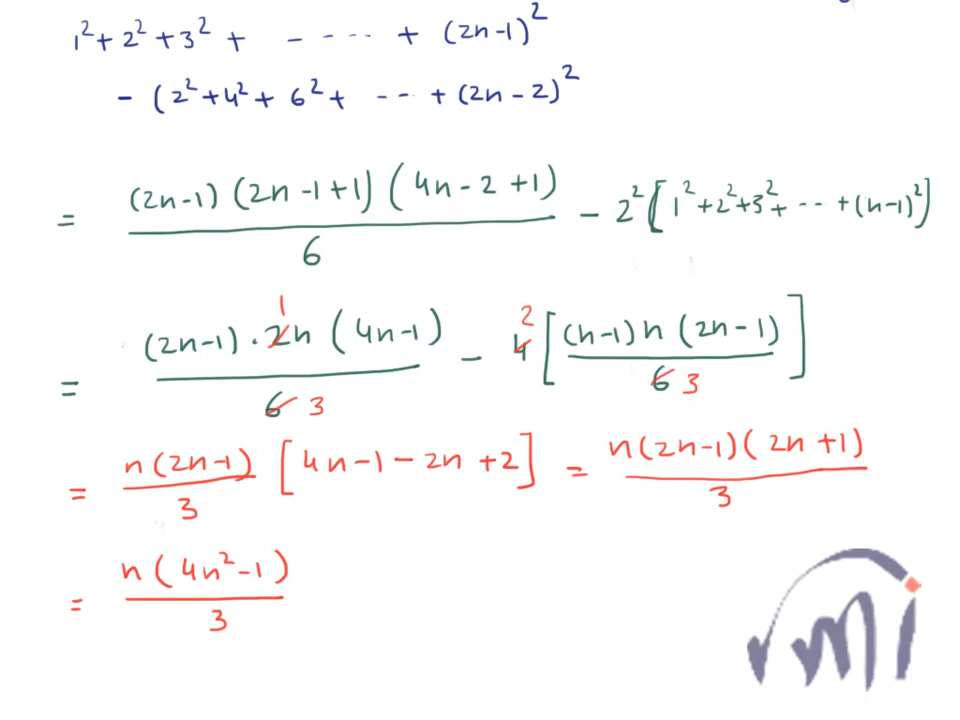 1² + 2² + 3² + - - - - - + (2n-1)²
- (2² + 4² + 6² + - - - + (2n-2)²
= (2n-1)(2n-1+1)(4n-2+1) / 6 - 2²[1²+2²+3²+ - - - +(n-1)²]
= (2n-1)·2n(4n-1) / 6 - 4[(n-1)n(2n-1) / 6] 1 3 2 3
= n(2n-1) / 3 [4n-1-2n+2] = n(2n-1)(2n+1) / 3
= n(4n²-1) / 3
vmi